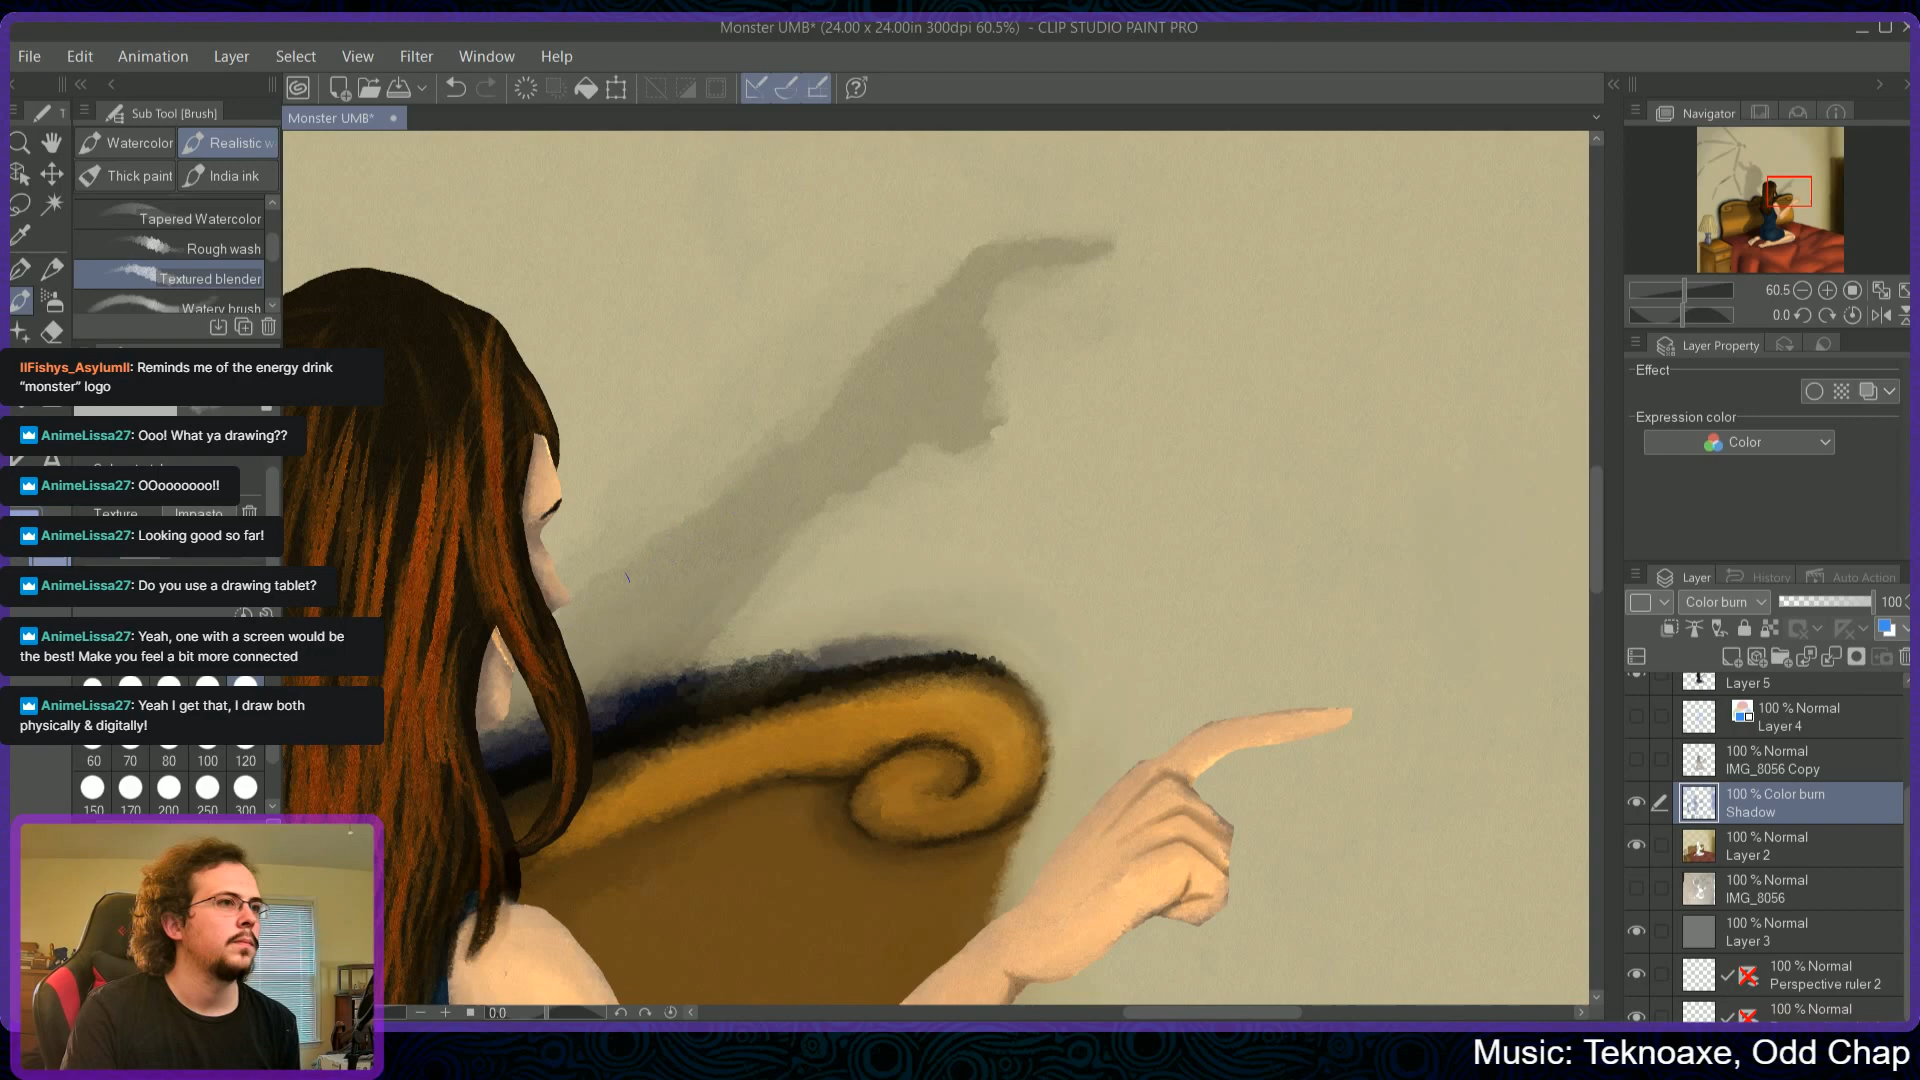 Monster UMB* (24.00 x 24.00in 300dpi 60.5%) - CLIP STUDIO PAINT PRO
File Edit Animation Layer Select View Filter Window Help
Sub Tool [Brush]
Monster UMB*
Navigator
Watercolor
Realistic w
Thick paint
India ink
Tapered Watercolor
Rough wash
Textured blender
Watery brush
60.5
0.0
Layer Property
Effect
Expression color
Color
IIFishys_AsylumII: Reminds me of the energy drink
“monster” logo
AnimeLissa27: Ooo! What ya drawing??
AnimeLissa27: OOooooooo!!
Texture Impasto
AnimeLissa27: Looking good so far!
AnimeLissa27: Do you use a drawing tablet?
AnimeLissa27: Yeah, one with a screen would be
the best! Make you feel a bit more connected
AnimeLissa27: Yeah I get that, I draw both
physically & digitally!
60 70 80 100 120
150 170 200 250 300
Layer History Auto Action
Color burn 100
Layer 5
100 % Normal
Layer 4
100 % Normal
IMG_8056 Copy
100 % Color burn
Shadow
100 % Normal
Layer 2
100 % Normal
IMG_8056
100 % Normal
Layer 3
100 % Normal
Perspective ruler 2
100 % Normal
0.0
Music: Teknoaxe, Odd Chap